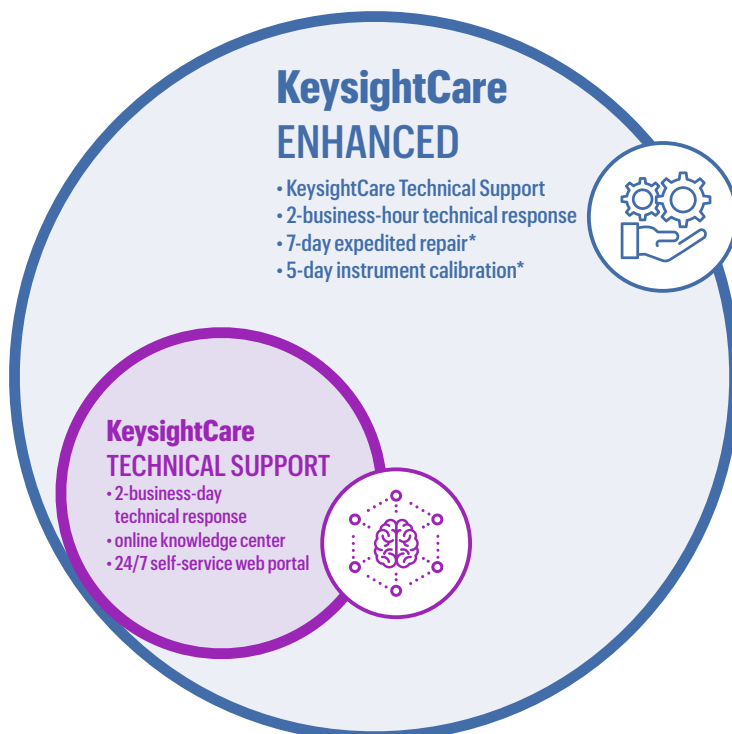 KeysightCare
ENHANCED
• KeysightCare Technical Support
• 2-business-hour technical response
• 7-day expedited repair*
• 5-day instrument calibration*
KeysightCare
TECHNICAL SUPPORT
• 2-business-day
technical response
• online knowledge center
• 24/7 self-service web portal